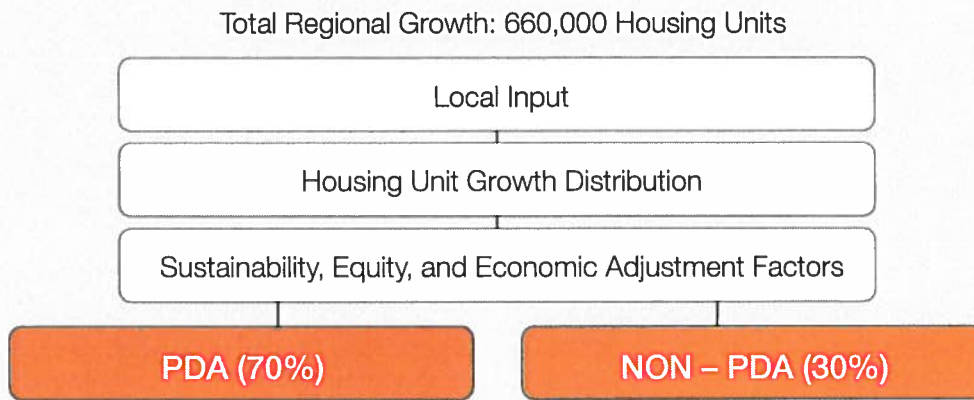 Total Regional Growth: 660,000 Housing Units
Local Input
Housing Unit Growth Distribution
Sustainability, Equity, and Economic Adjustment Factors
PDA (70%)
NON – PDA (30%)